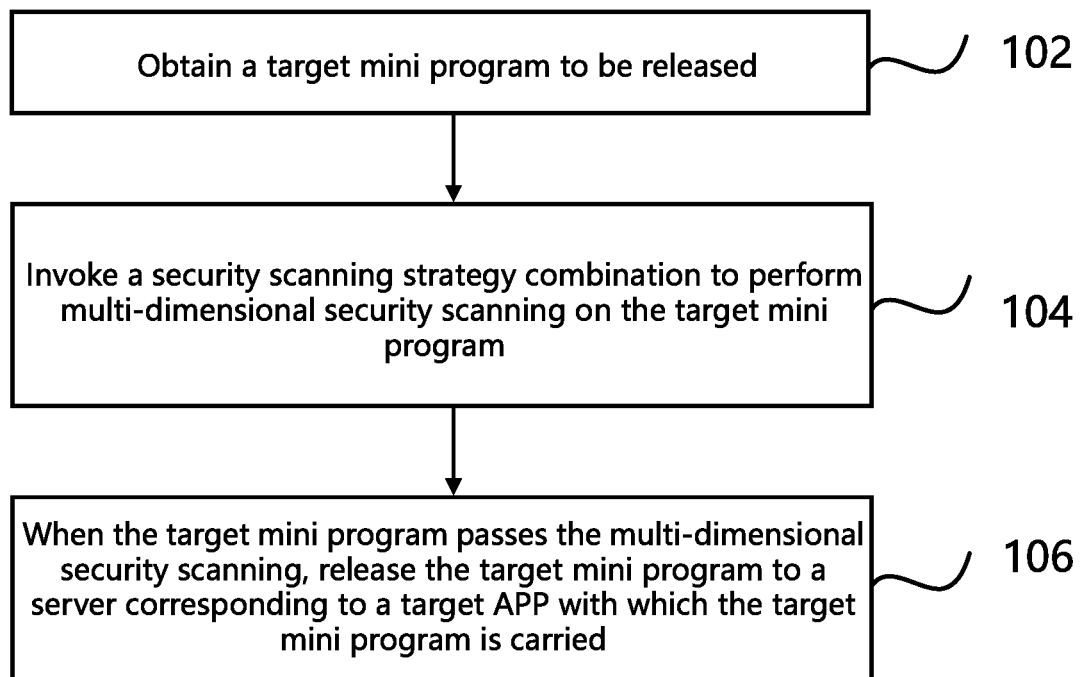 Obtain a target mini program to be released
102
Invoke a security scanning strategy combination to perform
multi-dimensional security scanning on the target mini
program
104
When the target mini program passes the multi-dimensional
security scanning, release the target mini program to a
server corresponding to a target APP with which the target
mini program is carried
106